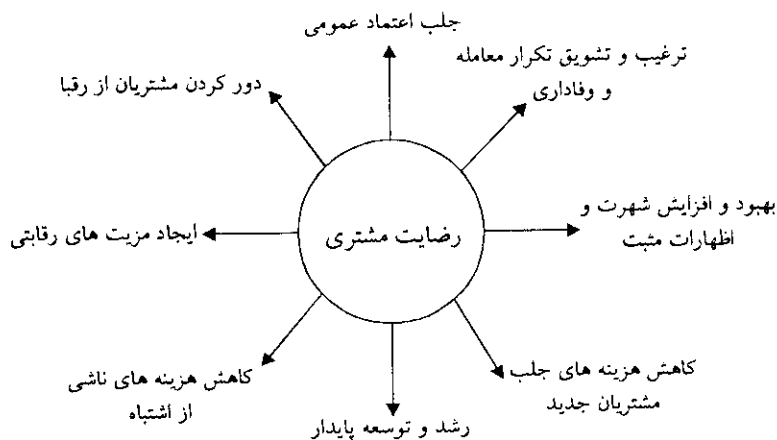 جلب اعتماد عمومی
ترغیب و تشویق تکرار معامله
و وفاداری
دور کردن مشتریان از رقبا
بهبود و افزایش شهرت و
اظهارات مثبت
رضایت مشتری
ایجاد مزیت های رقابتی
کاهش هزینه های جلب
مشتریان جدید
کاهش هزینه های ناشی
از اشتباه
رشد و توسعه پایدار